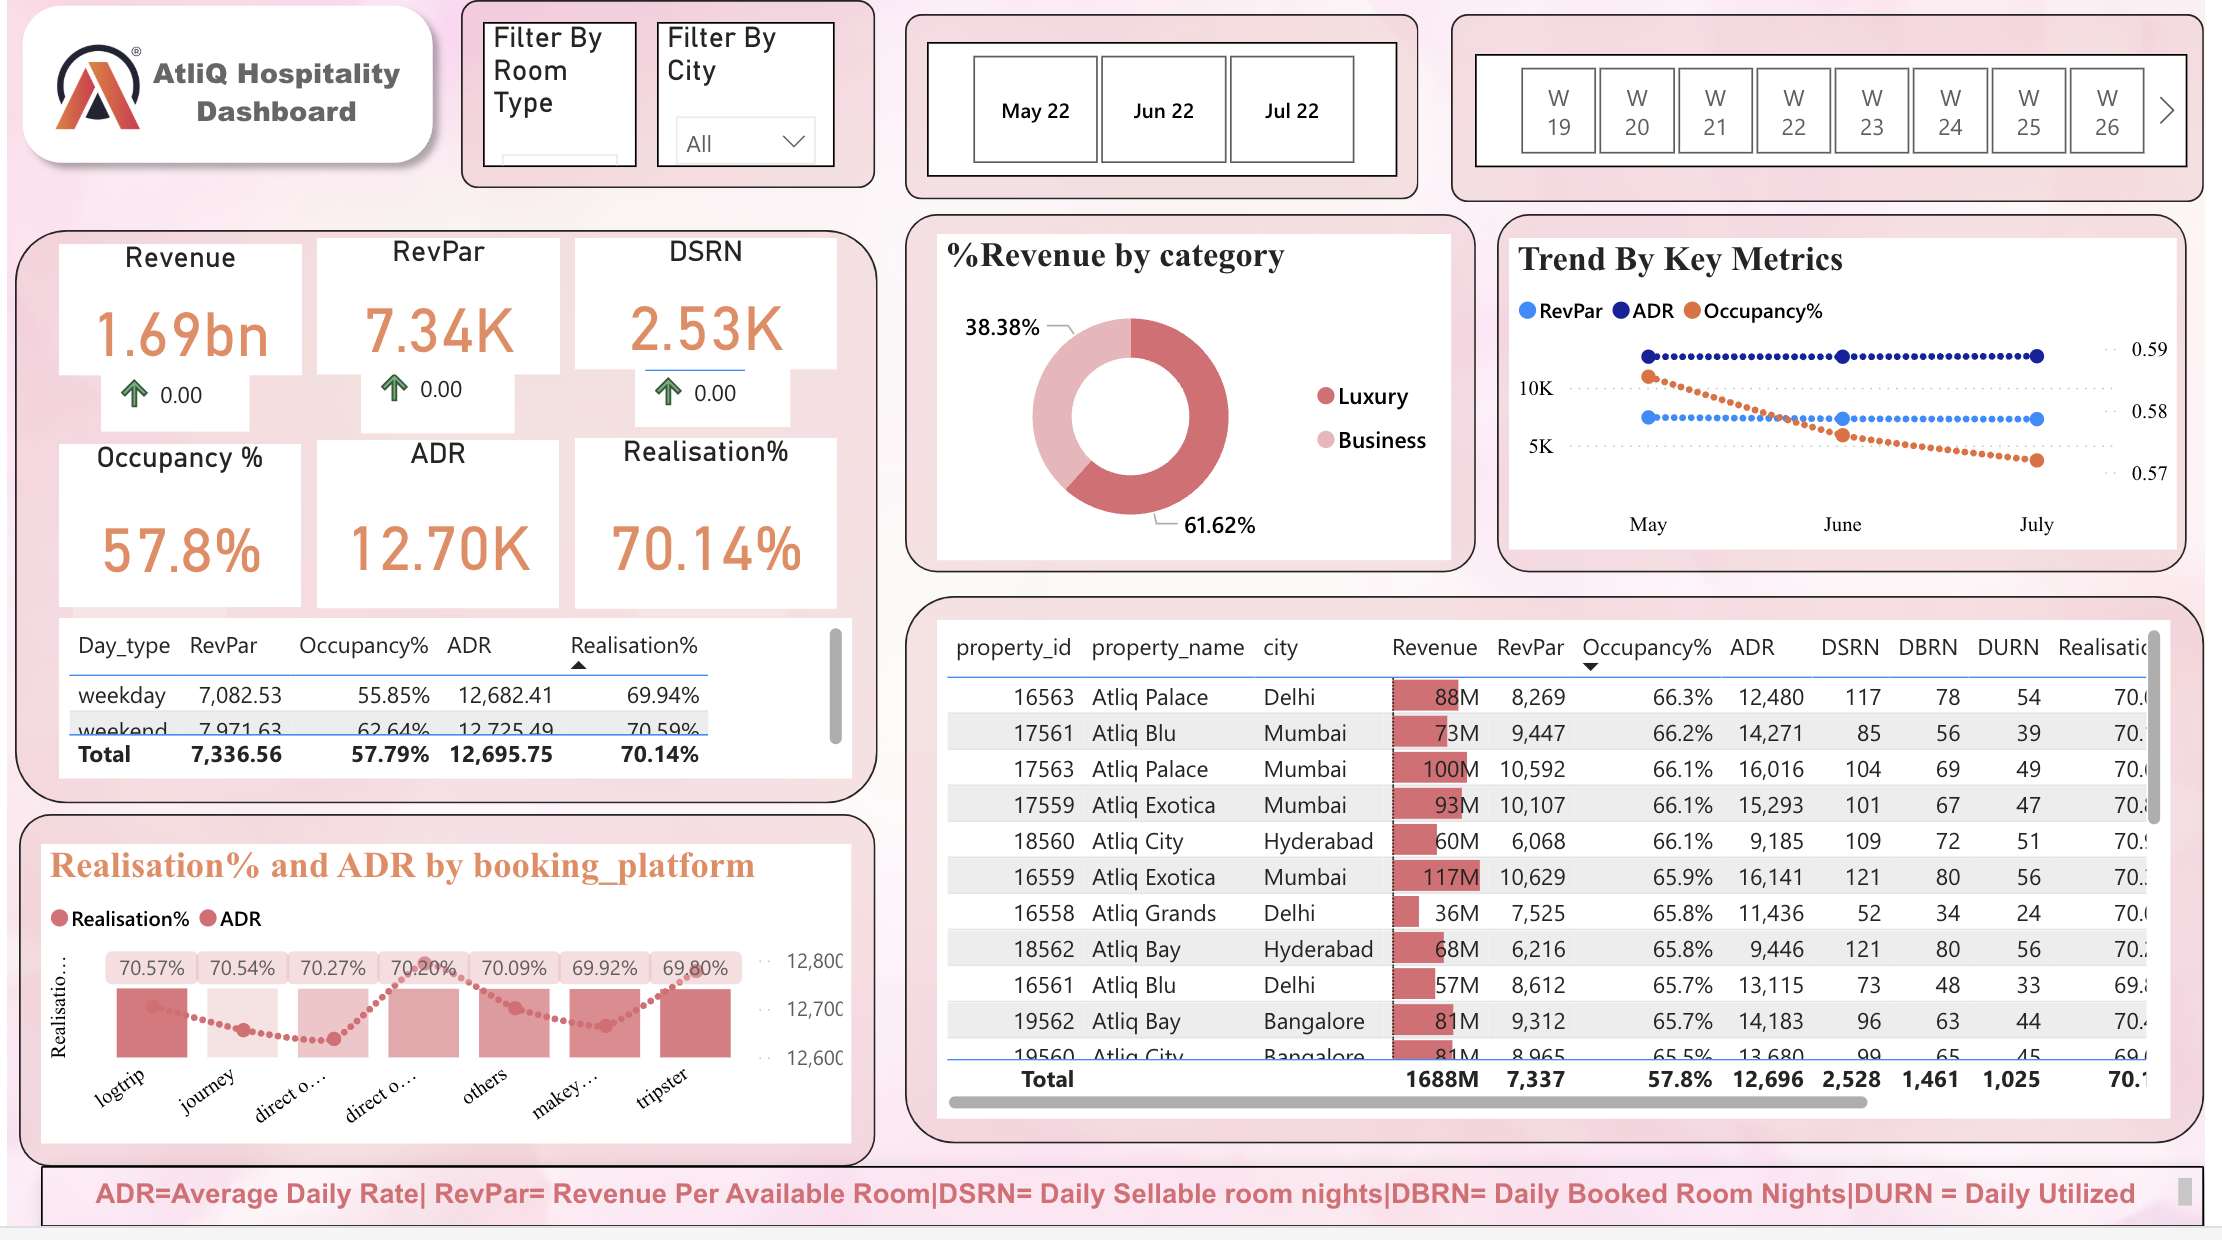 AtliQ Hospitality
Dashboard
®
Filter By
Room
Type
Filter By
City
All
May 22
Jun 22
Jul 22
W
19
W
20
W
21
W
22
W
23
W
24
W
25
W
26
Revenue
1.69bn
0.00
RevPar
7.34K
0.00
DSRN
2.53K
0.00
Occupancy %
57.8%
ADR
12.70K
Realisation%
70.14%
Day_type RevPar Occupancy% ADR Realisation%
weekday 7,082.53 55.85% 12,682.41 69.94%
weekend 7,971.63 62.64% 12,725.49 70.59%
Total 7,336.56 57.79% 12,695.75 70.14%
%Revenue by category
38.38%
61.62%
Luxury
Business
Trend By Key Metrics
RevPar ADR Occupancy%
10K
5K
0.59
0.58
0.57
May June July
Realisation% and ADR by booking_platform
Realisation% ADR
Realisatio…
70.57% 70.54% 70.27% 70.20% 70.09% 69.92% 69.80%
12,800
12,700
12,600
logtrip journey direct o… direct o… others makey… tripster
property_id property_name city Revenue RevPar Occupancy% ADR DSRN DBRN DURN Realisatic
16563 Atliq Palace Delhi 88M 8,269 66.3% 12,480 117 78 54 70.
17561 Atliq Blu Mumbai 73M 9,447 66.2% 14,271 85 56 39 70.
17563 Atliq Palace Mumbai 100M 10,592 66.1% 16,016 104 69 49 70.
17559 Atliq Exotica Mumbai 93M 10,107 66.1% 15,293 101 67 47 70.
18560 Atliq City Hyderabad 60M 6,068 66.1% 9,185 109 72 51 70.
16559 Atliq Exotica Mumbai 117M 10,629 65.9% 16,141 121 80 56 70.
16558 Atliq Grands Delhi 36M 7,525 65.8% 11,436 52 34 24 70.
18562 Atliq Bay Hyderabad 68M 6,216 65.8% 9,446 121 80 56 70.
16561 Atliq Blu Delhi 57M 8,612 65.7% 13,115 73 48 33 69.
19562 Atliq Bay Bangalore 81M 9,312 65.7% 14,183 96 63 44 70.
19560 Atliq City Bangalore 81M 8,965 65.5% 13,680 99 65 45 69.
Total 1688M 7,337 57.8% 12,696 2,528 1,461 1,025 70.1
ADR=Average Daily Rate| RevPar= Revenue Per Available Room|DSRN= Daily Sellable room nights|DBRN= Daily Booked Room Nights|DURN = Daily Utilized